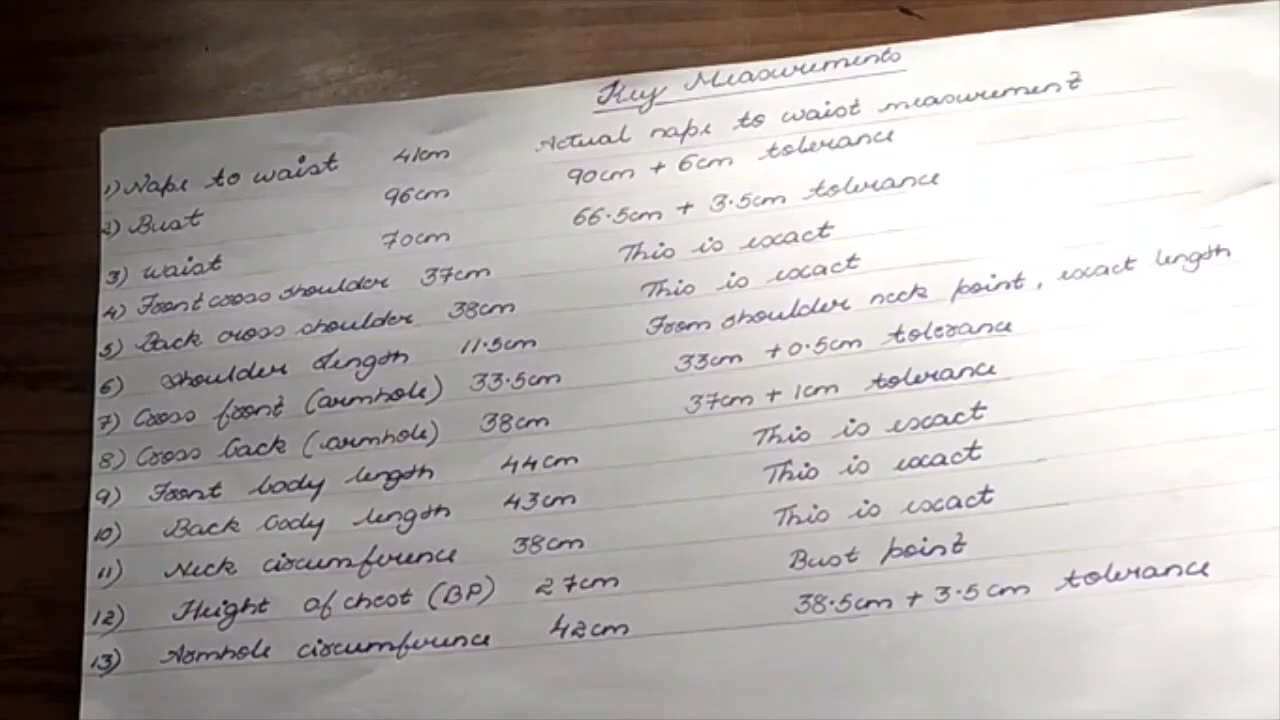 Key Measurements
1) Nape to waist 41cm Actual nape to waist measurement
2) Bust 96cm 90cm + 6cm tolerance
3) waist 70cm 66.5cm + 3.5cm tolerance
4) Front cross shoulder 37cm This is exact
5) Back cross shoulder 38cm This is exact
6) shoulder length 11.5cm From shoulder neck point, exact length
7) Cross front (armhole) 33.5cm 33cm +0.5cm tolerance
8) Cross back (armhole) 38cm 37cm + 1cm tolerance
9) Front body length 44cm This is exact
10) Back body length 43cm This is exact
11) Neck circumference 38cm This is exact
12) Height of chest (BP) 27cm Bust point
13) Armhole circumference 42cm 38.5cm + 3.5cm tolerance